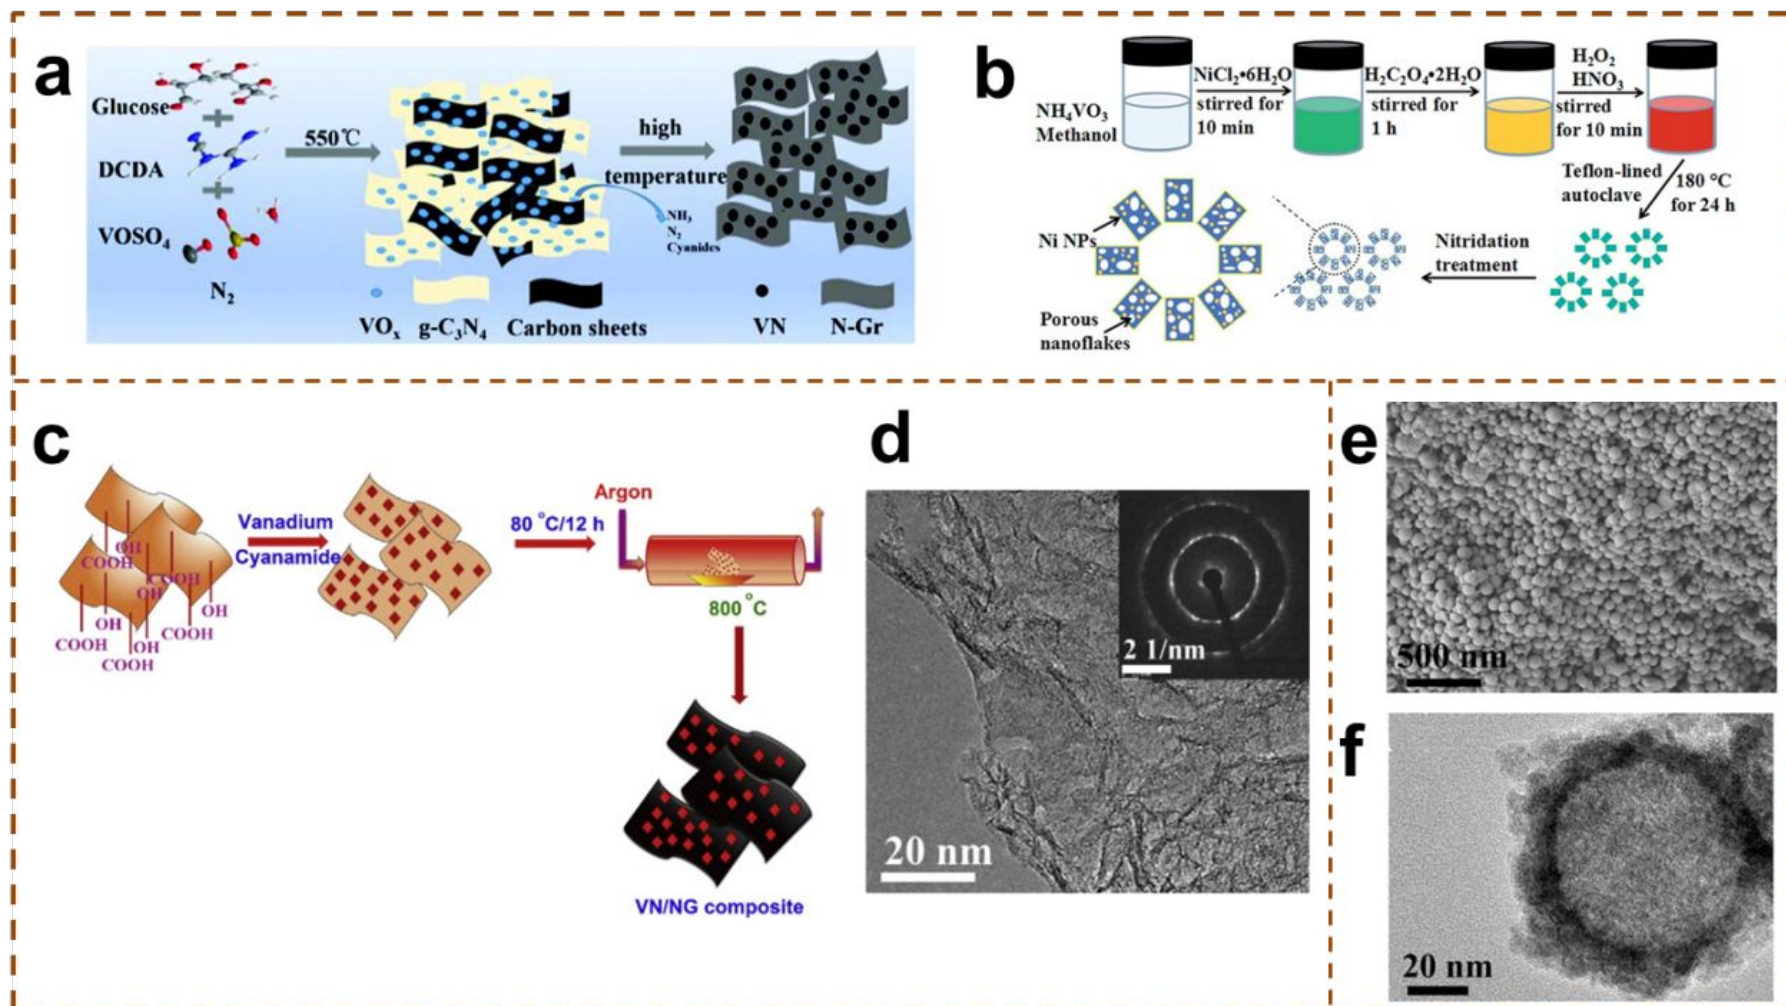 a
Glucose
DCDA
VOSO₄
N₂
550℃
high
temperature
NH₃
N₂
Cyanides
VOₓ g-C₃N₄ Carbon sheets VN N-Gr
b
NH₄VO₃
Methanol
NiCl₂•6H₂O
stirred for
10 min
H₂C₂O₄•2H₂O
stirred for
1 h
H₂O₂
HNO₃
stirred
for 10 min
Teflon-lined
autoclave
180 °C
for 24 h
Nitridation
treatment
Ni NPs
Porous
nanoflakes
c
OH
COOH
COOH
OH
OH
OH
COOH
COOH
OH
COOH
Vanadium
Cyanamide
80 °C/12 h
Argon
800 °C
VN/NG composite
d
2 1/nm
20 nm
e
500 nm
f
20 nm